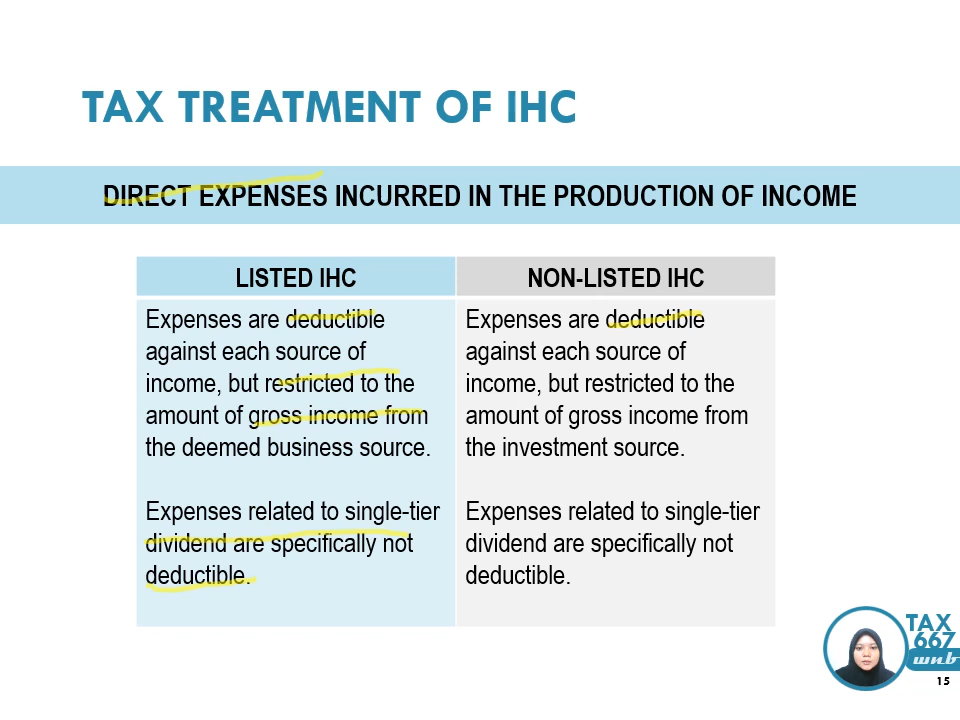 TAX TREATMENT OF IHC
DIRECT EXPENSES INCURRED IN THE PRODUCTION OF INCOME
LISTED IHC
Expenses are deductible
against each source of
income, but restricted to the
amount of gross income from
the deemed business source.
Expenses related to single-tier
dividend are specifically not
deductible.
NON-LISTED IHC
Expenses are deductible
against each source of
income, but restricted to the
amount of gross income from
the investment source.
Expenses related to single-tier
dividend are specifically not
deductible.
TAX
667
wnb
15